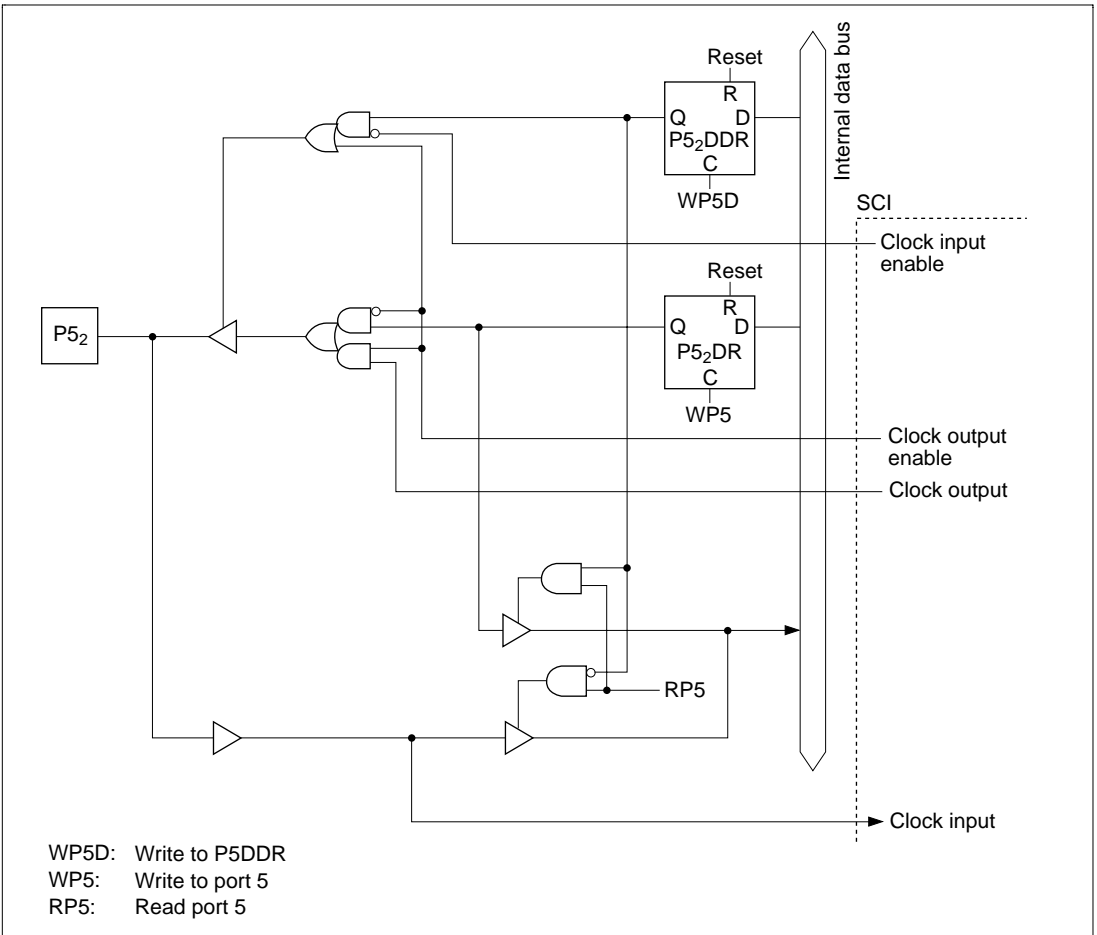 Reset
R
Q D
P5₂DDR
C
WP5D
Internal data bus
SCI
Clock input
enable
Reset
R
Q D
P5₂DR
C
WP5
P5₂
Clock output
enable
Clock output
RP5
Clock input
WP5D: Write to P5DDR
WP5: Write to port 5
RP5: Read port 5